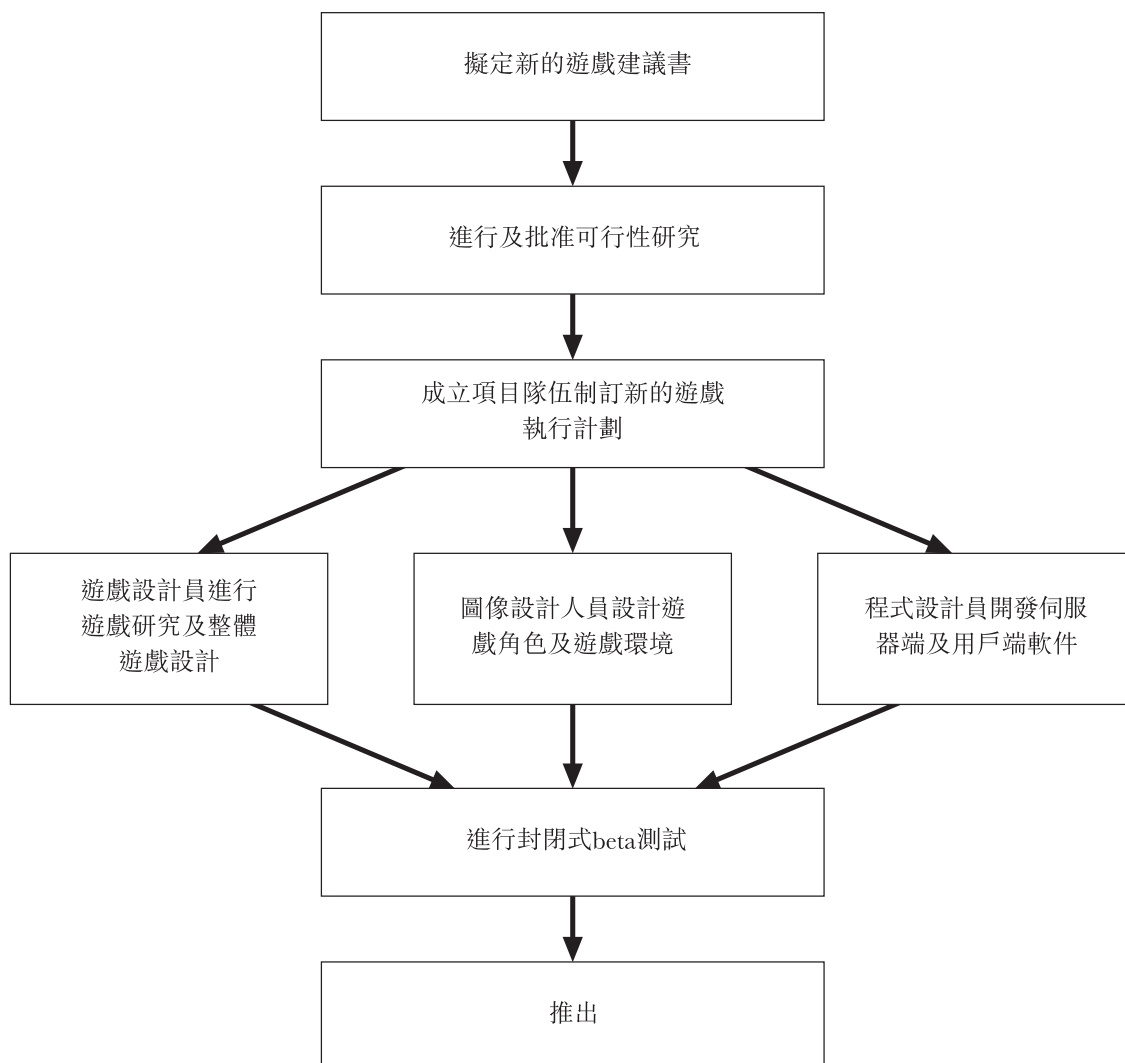 擬定新的遊戲建議書
進行及批准可行性研究
成立項目隊伍制訂新的遊戲
執行計劃
遊戲設計員進行
遊戲研究及整體
遊戲設計
圖像設計人員設計遊
戲角色及遊戲環境
程式設計員開發伺服
器端及用戶端軟件
進行封閉式beta測試
推出